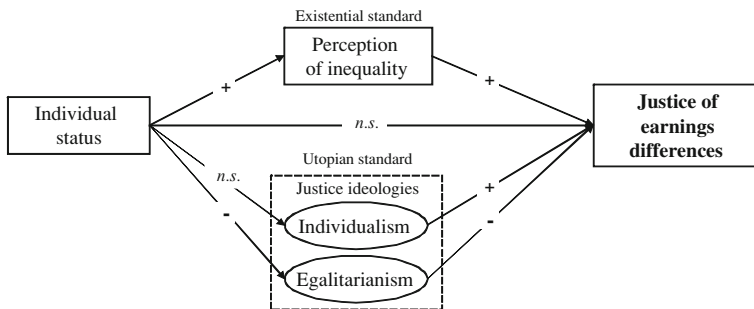 Existential standard
Perception
of inequality
+
+
Individual
status
n.s.
Justice of
earnings
differences
n.s.
Utopian standard
Justice ideologies
+
-
-
Individualism
Egalitarianism